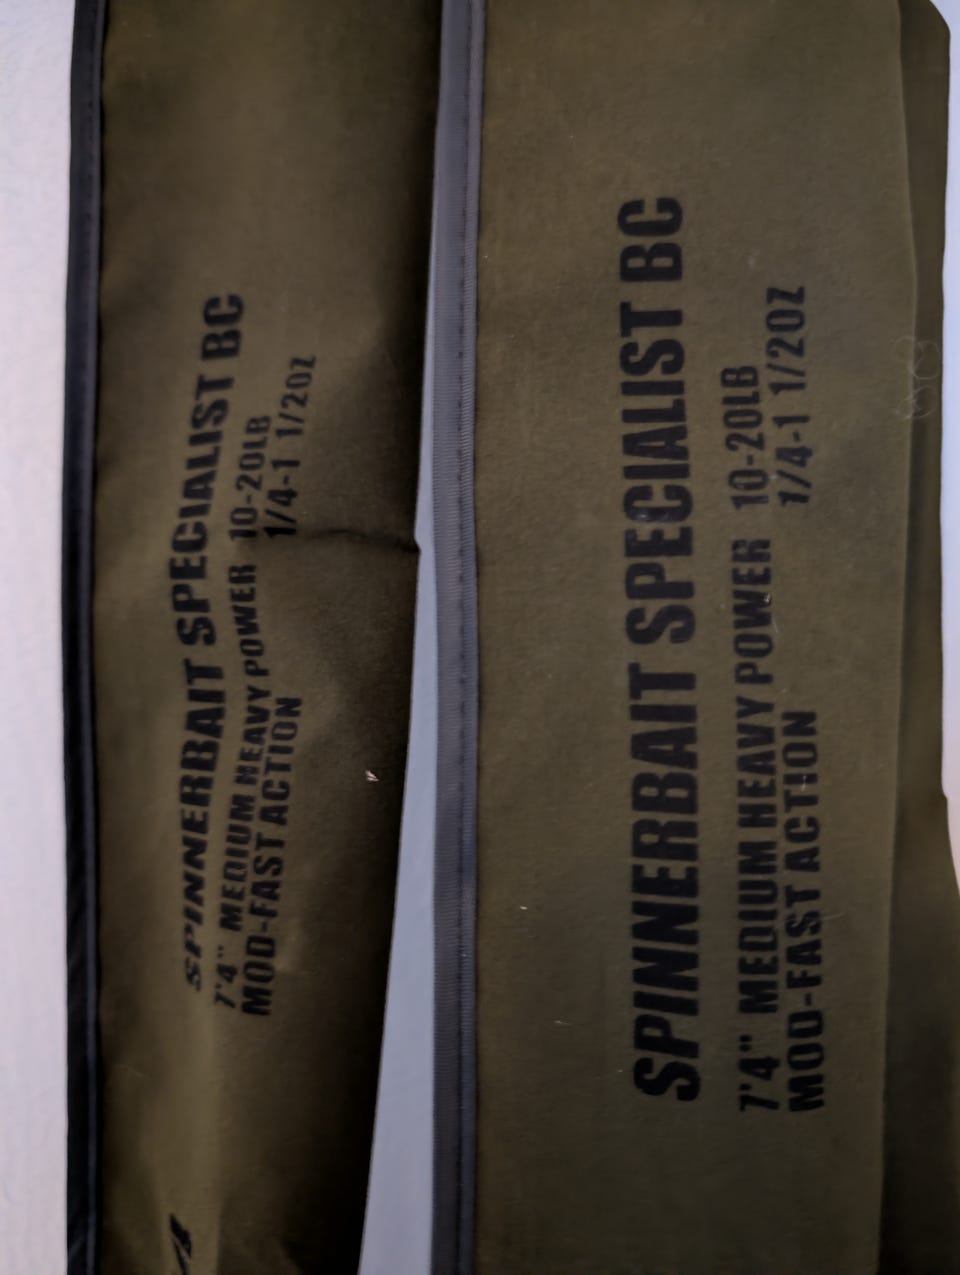 SPINNERBAIT SPECIALIST BC
7'4" MEDIUM HEAVY POWER 10-20LB
MOD-FAST ACTION 1/4-1 1/2OZ
SPINNERBAIT SPECIALIST BC
7'4" MEDIUM HEAVY POWER 10-20LB
MOD-FAST ACTION 1/4-1 1/2OZ